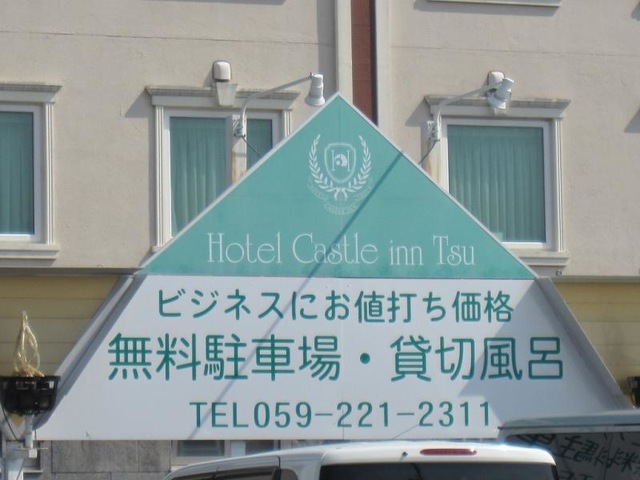 Hotel Castle inn Tsu
ビジネスにお値打ち価格
無料駐車場・貸切風呂
TEL059-221-2311